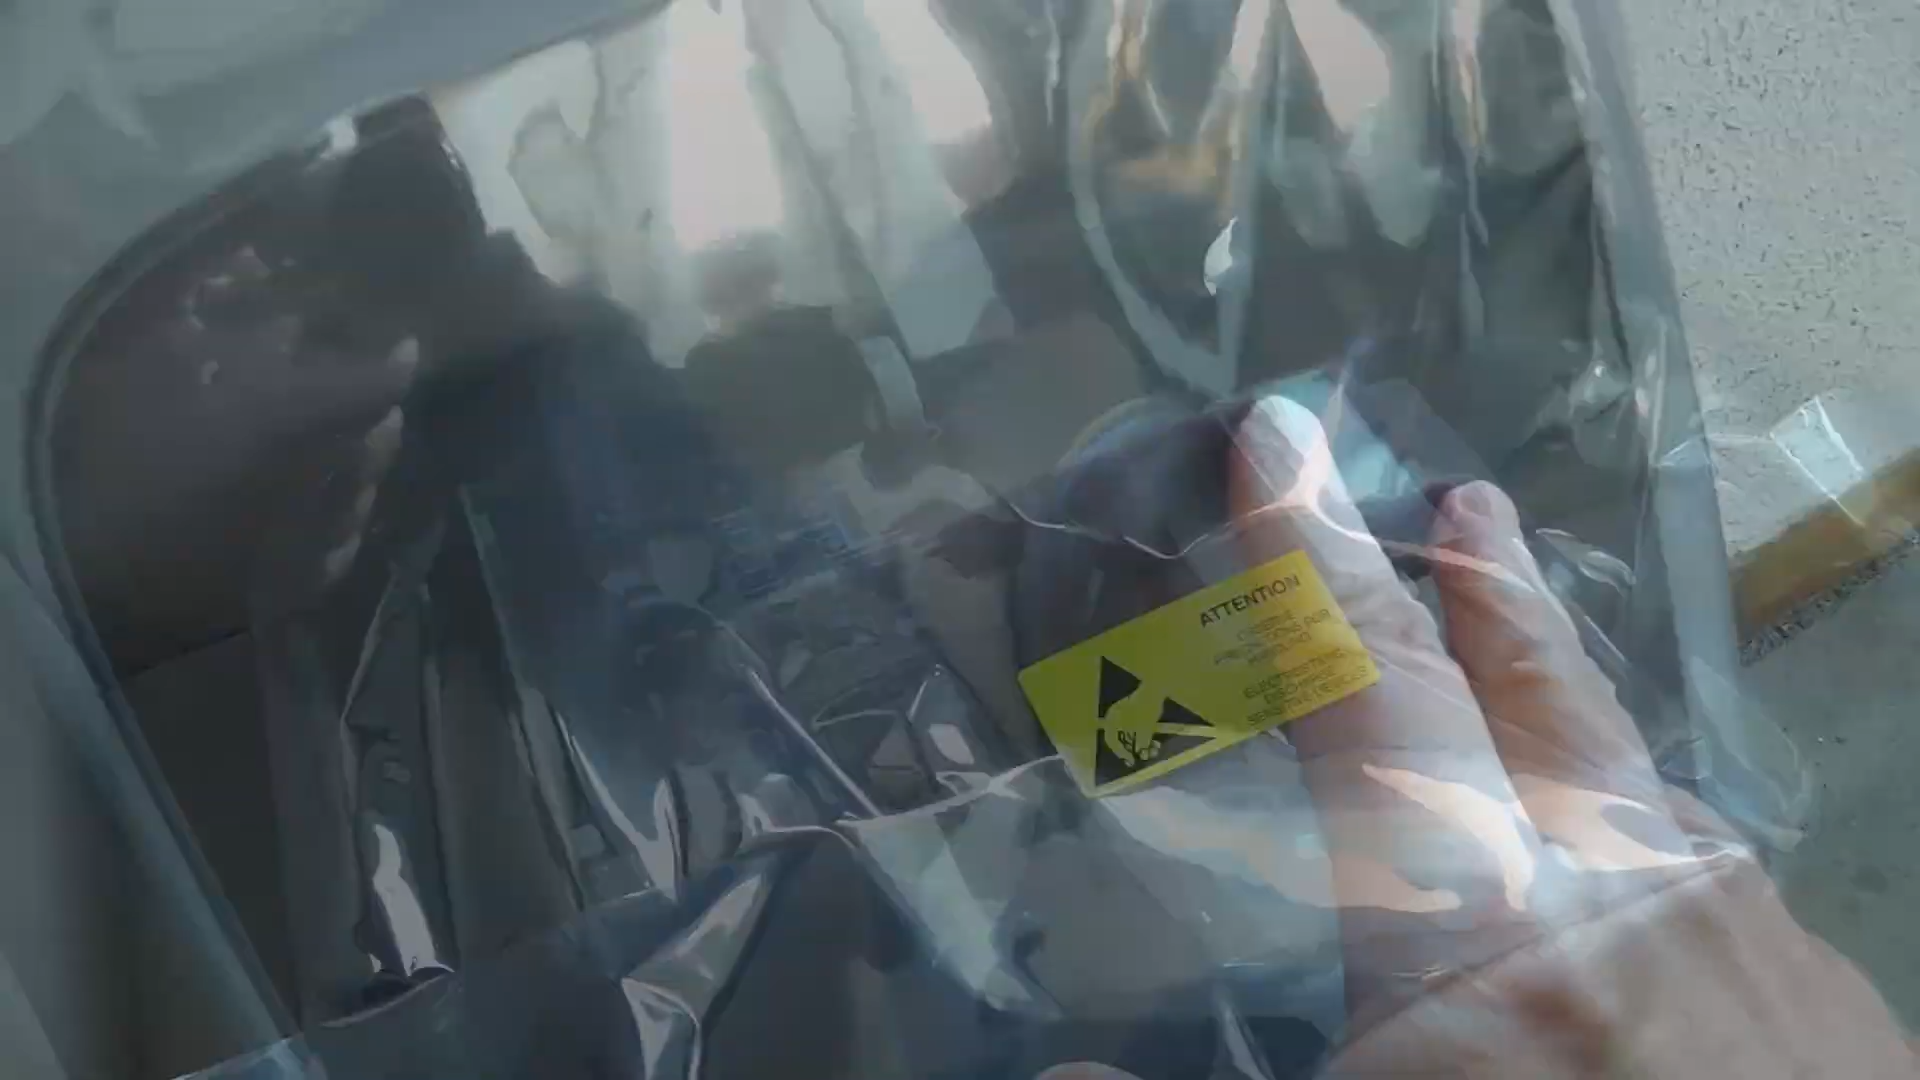 ATTENTION
OBSERVE
PRECAUTIONS FOR
HANDLING
ELECTROSTATIC
DISCHARGE
SENSITIVE DEVICES